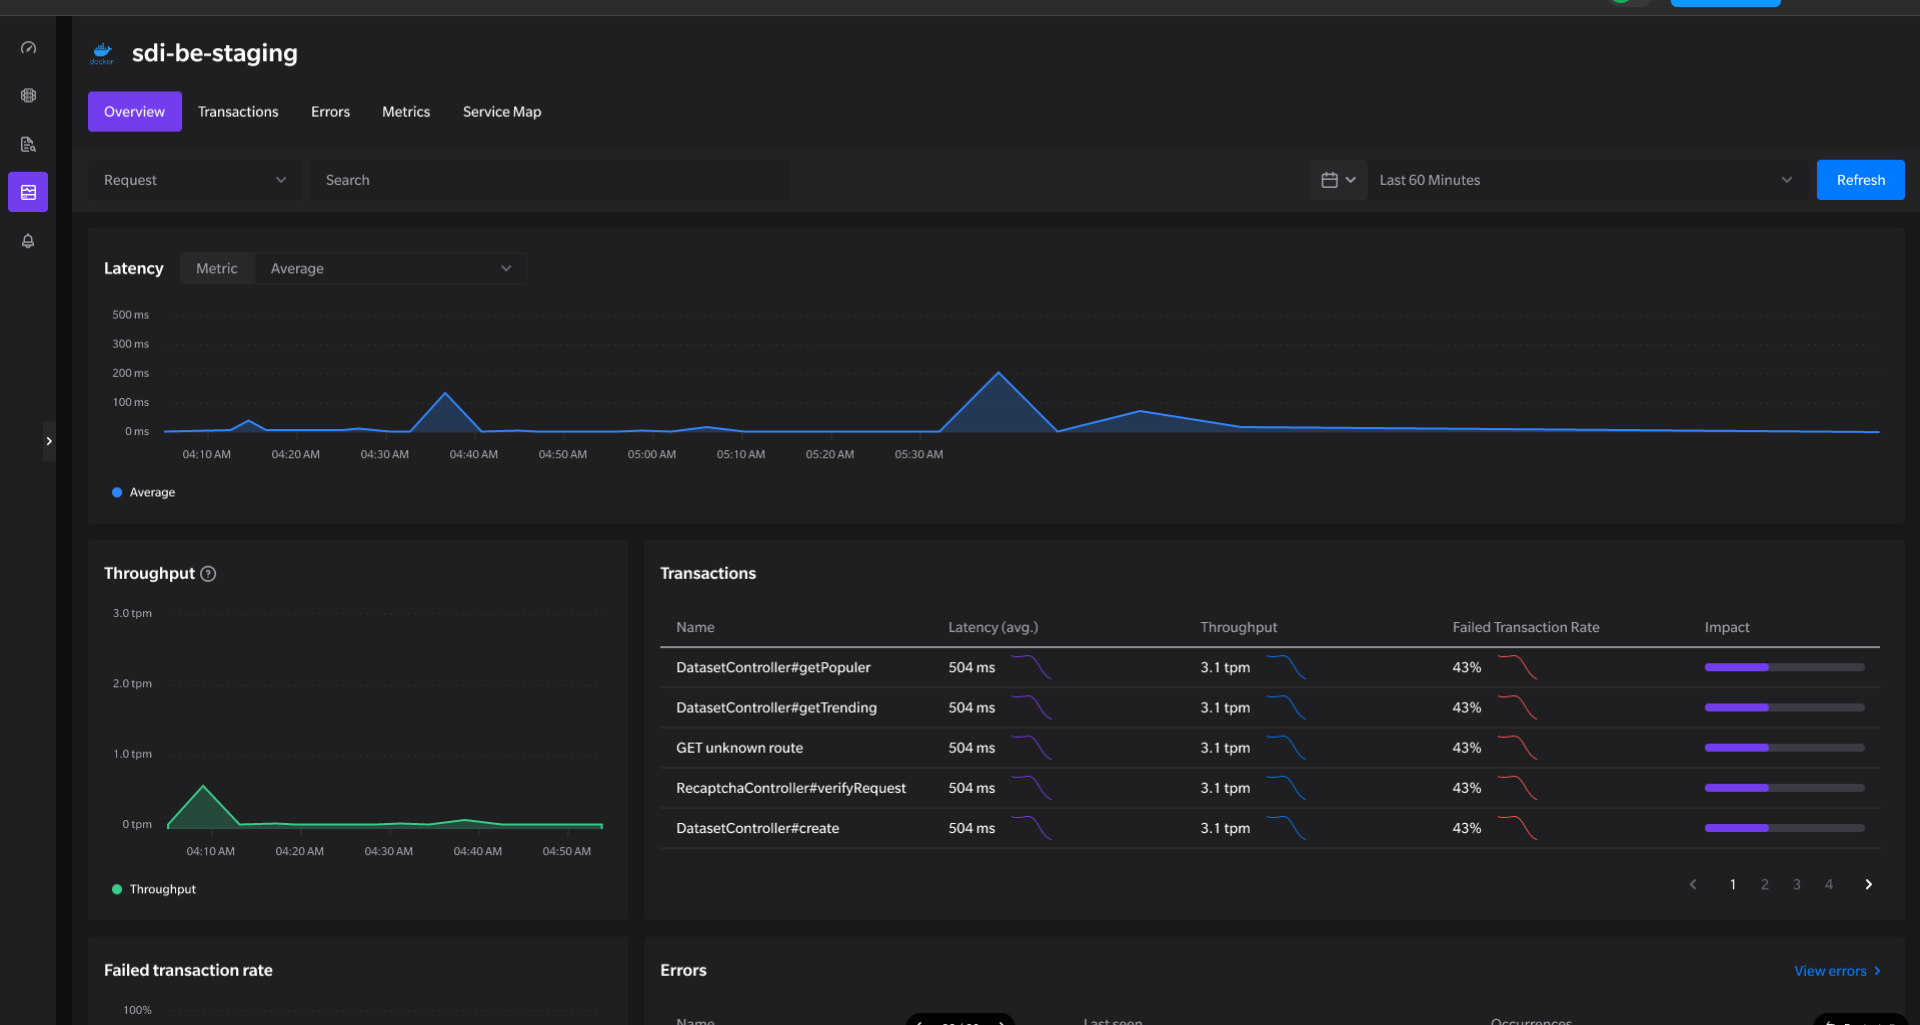 docker
sdi-be-staging
Overview
Transactions
Errors
Metrics
Service Map
Request
Search
Last 60 Minutes
Refresh
Latency
Metric
Average
500 ms
300 ms
200 ms
100 ms
0 ms
04:10 AM
04:20 AM
04:30 AM
04:40 AM
04:50 AM
05:00 AM
05:10 AM
05:20 AM
05:30 AM
Average
Throughput
3.0 tpm
2.0 tpm
1.0 tpm
0 tpm
04:10 AM
04:20 AM
04:30 AM
04:40 AM
04:50 AM
Throughput
Transactions
Name Latency (avg.) Throughput Failed Transaction Rate Impact
DatasetController#getPopuler 504 ms 3.1 tpm 43%
DatasetController#getTrending 504 ms 3.1 tpm 43%
GET unknown route 504 ms 3.1 tpm 43%
RecaptchaController#verifyRequest 504 ms 3.1 tpm 43%
DatasetController#create 504 ms 3.1 tpm 43%
1 2 3 4
Failed transaction rate
100%
Errors
View errors
Name Last seen Occurrences